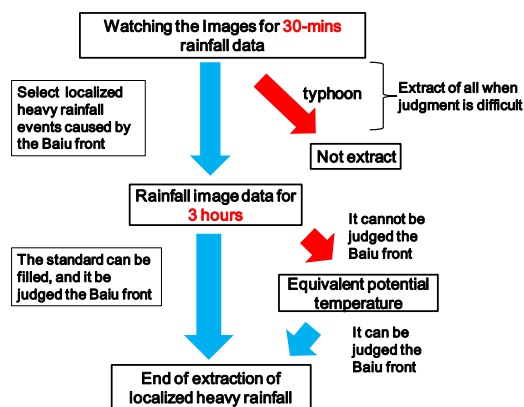 Watching the Images for 30-mins
rainfall data
Select localized
heavy rainfall
events caused by
the Baiu front
typhoon
Extract of all when
judgment is difficult
Not extract
Rainfall image data for
3 hours
It cannot be
judged the
Baiu front
The standard can be
filled, and it be
judged the Baiu front
Equivalent potential
temperature
It can be
judged the
Baiu front
End of extraction of
localized heavy rainfall